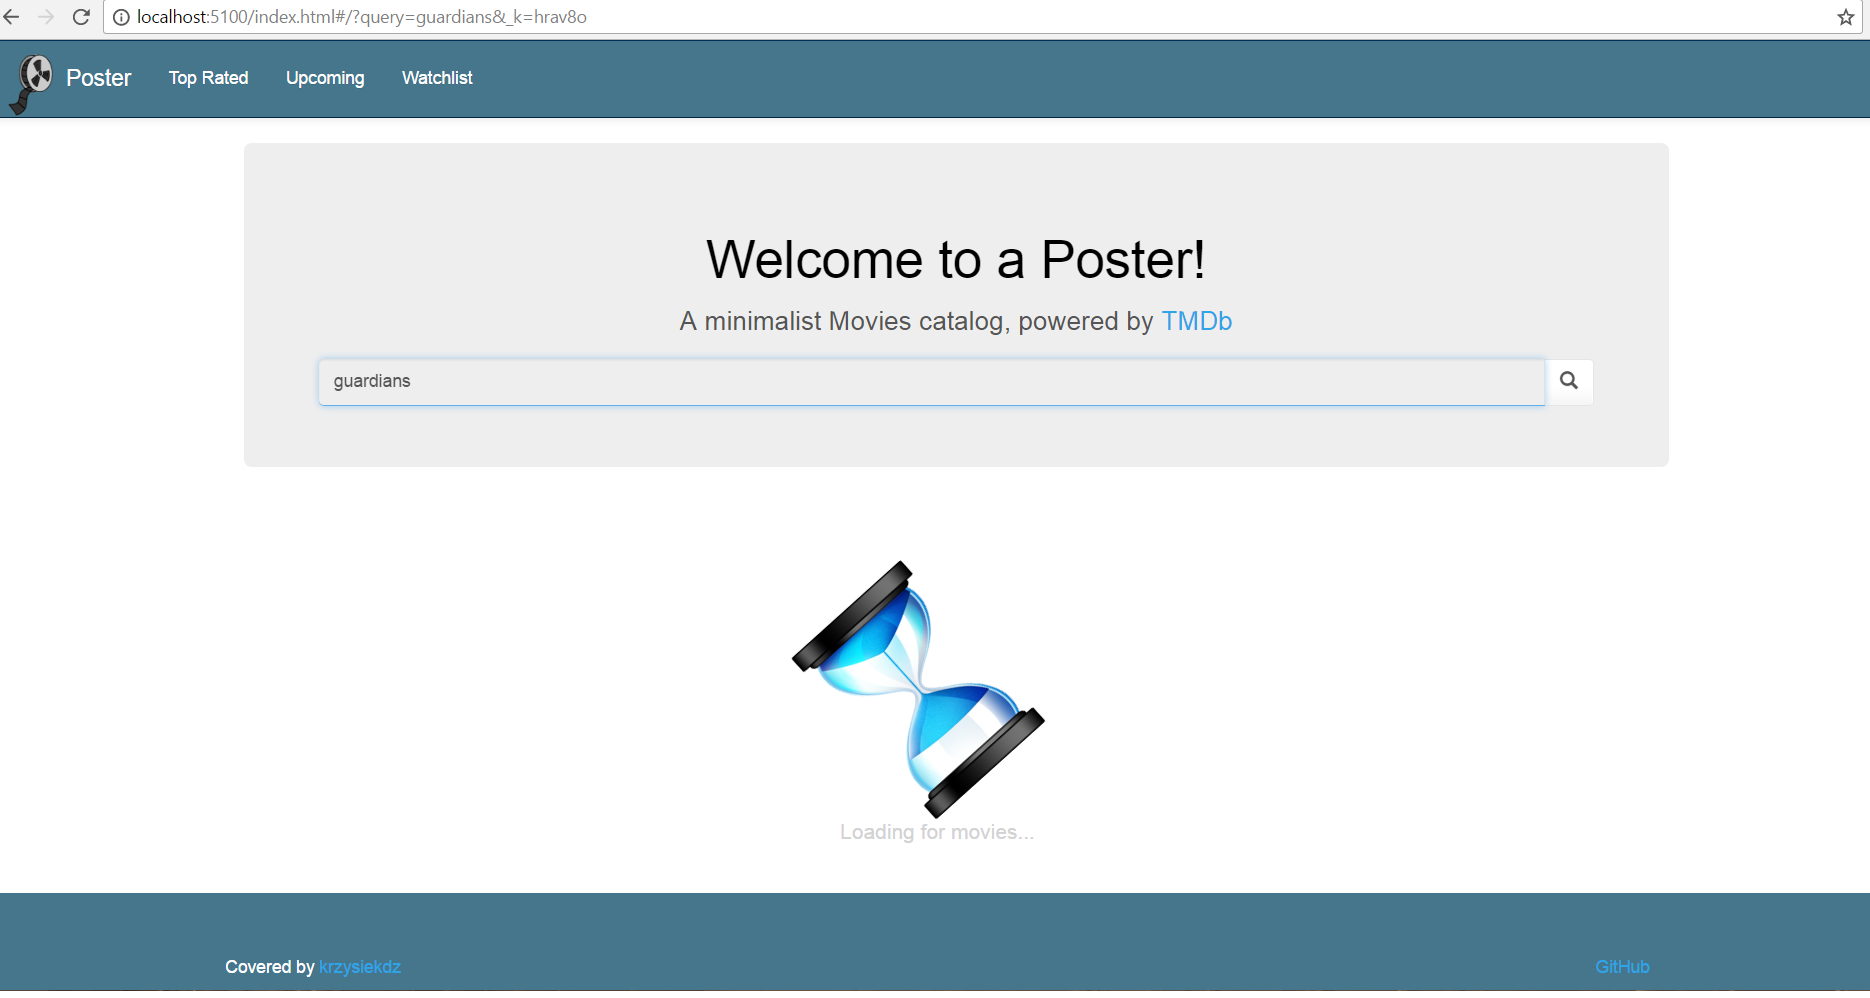 localhost:5100/index.html#/?query=guardians&_k=hrav8o
Poster Top Rated Upcoming Watchlist
Welcome to a Poster!
A minimalist Movies catalog, powered by TMDb
guardians
Loading for movies...
Covered by krzysiekdz GitHub